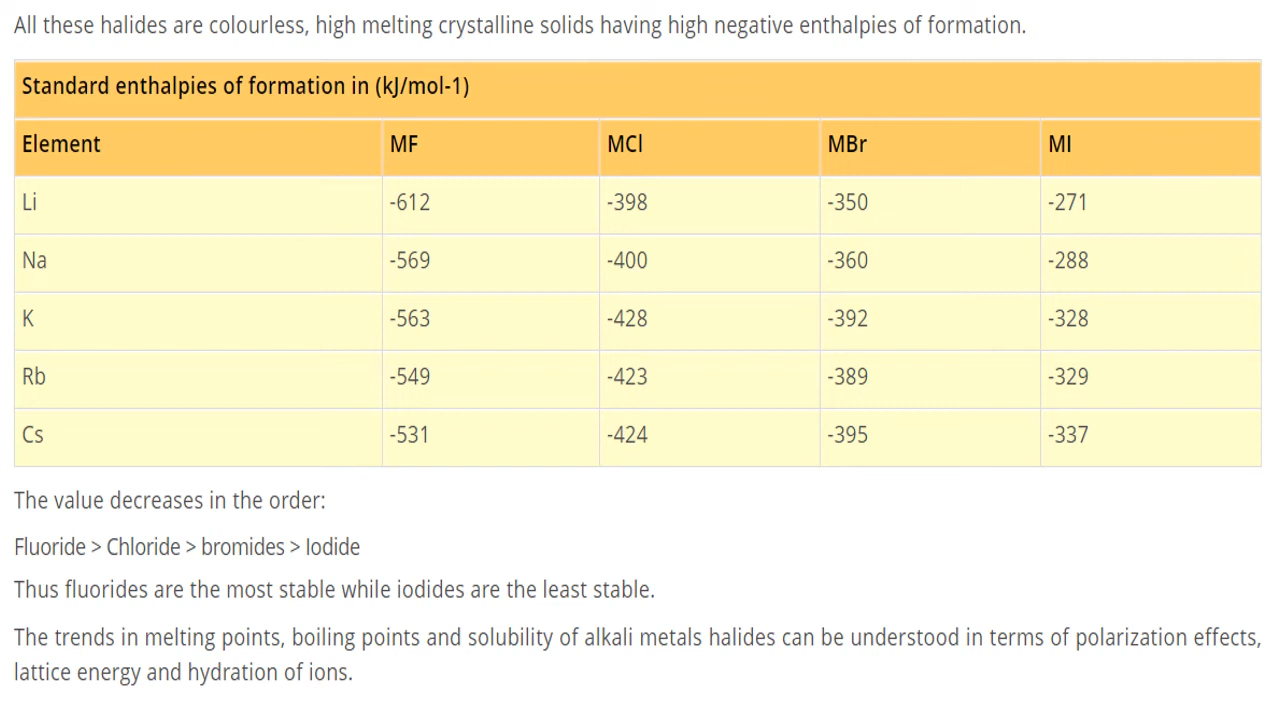 All these halides are colourless, high melting crystalline solids having high negative enthalpies of formation.
Standard enthalpies of formation in (kJ/mol-1)
Element MF MCl MBr MI
Li -612 -398 -350 -271
Na -569 -400 -360 -288
K -563 -428 -392 -328
Rb -549 -423 -389 -329
Cs -531 -424 -395 -337
The value decreases in the order:
Fluoride > Chloride > bromides > Iodide
Thus fluorides are the most stable while iodides are the least stable.
The trends in melting points, boiling points and solubility of alkali metals halides can be understood in terms of polarization effects,
lattice energy and hydration of ions.